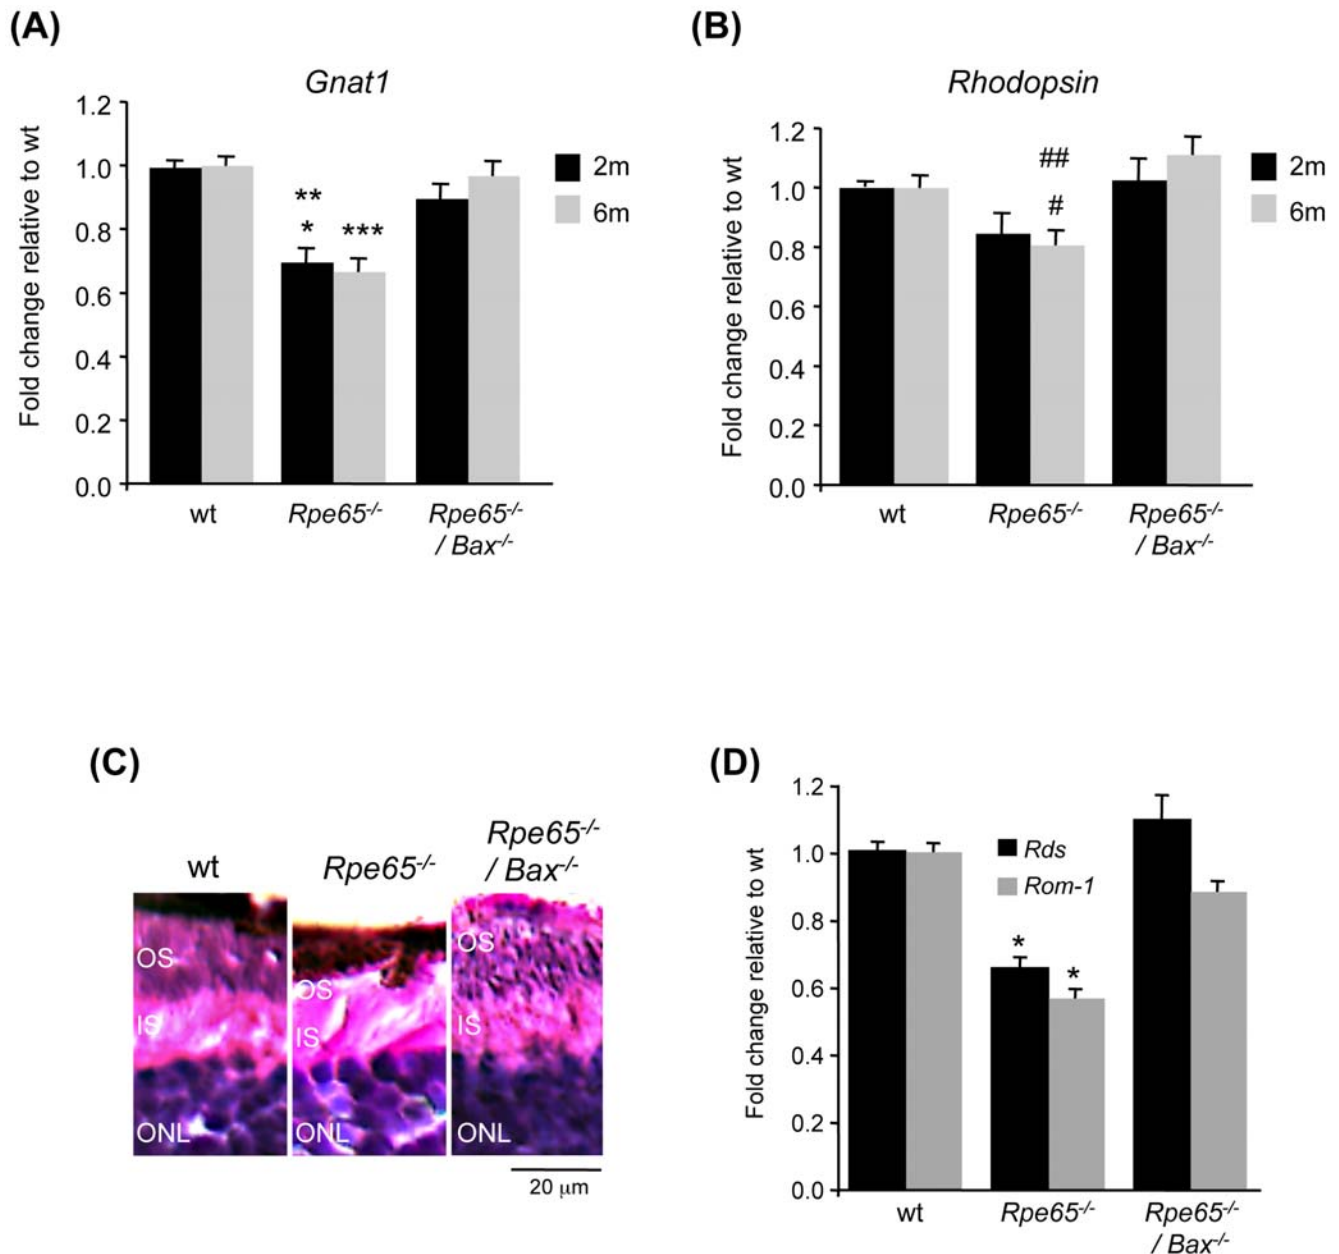 (A)
Gnat1
Fold change relative to wt
1.2
1.0
0.8
0.6
0.4
0.2
0.0
**
*
***
2m
6m
wt
Rpe65-/-
Rpe65-/-
/ Bax-/-
(B)
Rhodopsin
Fold change relative to wt
1.2
1.0
0.8
0.6
0.4
0.2
0.0
##
#
2m
6m
wt
Rpe65-/-
Rpe65-/-
/ Bax-/-
(C)
wt
Rpe65-/-
Rpe65-/-
/ Bax-/-
OS
IS
ONL
OS
IS
ONL
OS
IS
ONL
20 μm
(D)
Fold change relative to wt
1.2
1.0
0.8
0.6
0.4
0.2
0.0
Rds
Rom-1
*
*
wt
Rpe65-/-
Rpe65-/-
/ Bax-/-